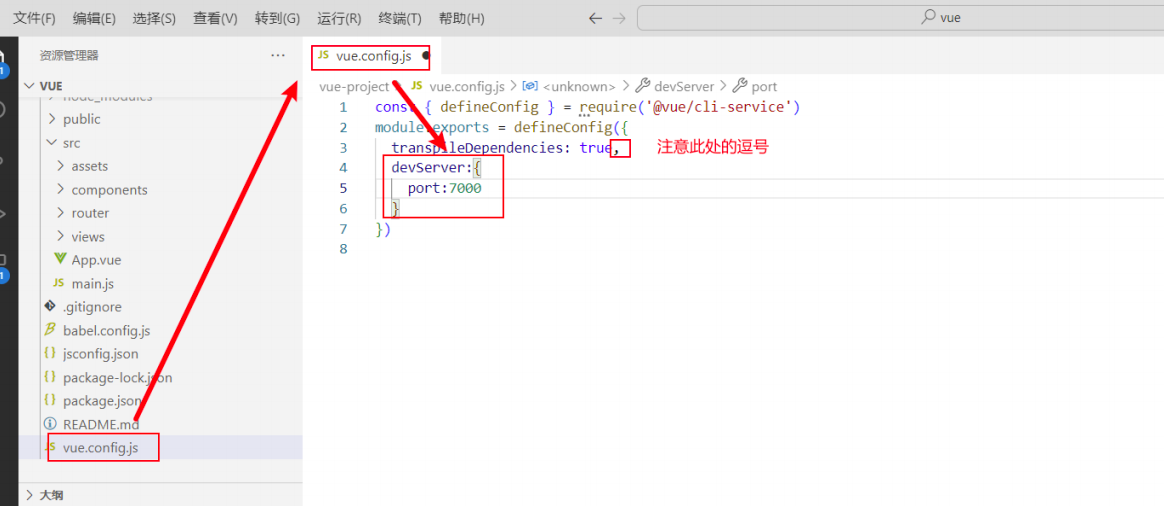 文件(F) 编辑(E) 选择(S) 查看(V) 转到(G) 运行(R) 终端(T) 帮助(H) vue
资源管理器 ...
VUE
node_modules
public
src
assets
components
router
views
App.vue
JS main.js
.gitignore
babel.config.js
{} jsconfig.json
{} package-lock.json
{} package.json
README.md
JS vue.config.js
大纲
JS vue.config.js
vue-project JS vue.config.js > <unknown> > devServer > port
1 const { defineConfig } = require('@vue/cli-service')
2 module.exports = defineConfig({
3 transpileDependencies: true, 注意此处的逗号
4 devServer:{
5 port:7000
6 }
7 })
8
1
1